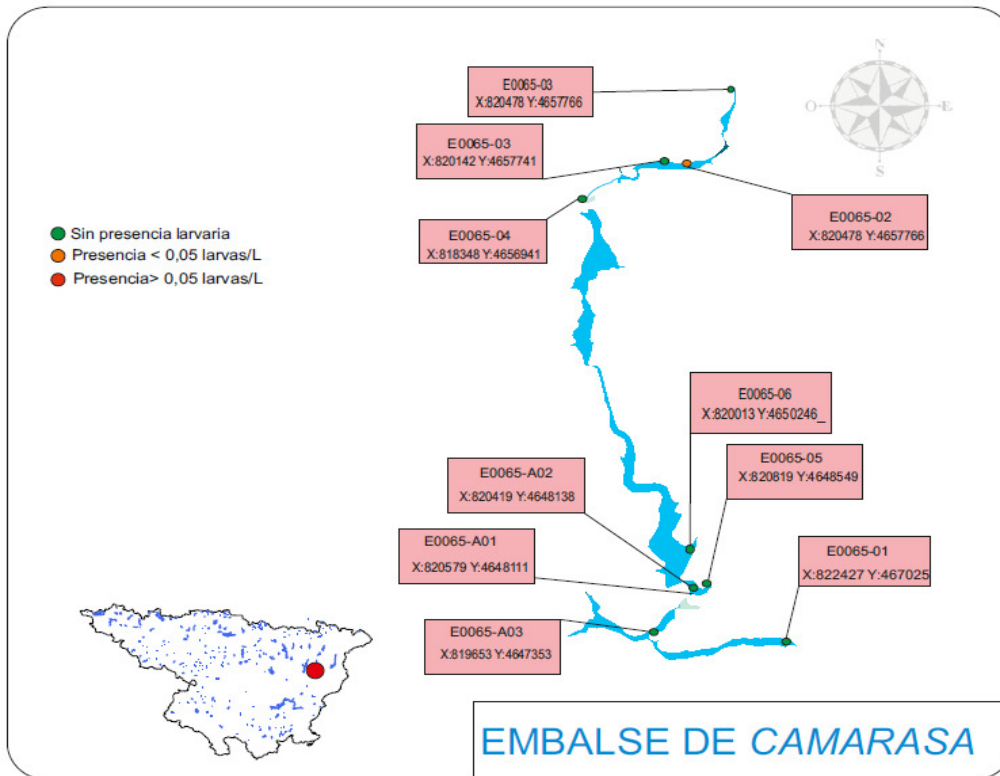 E0065-03
X:820478 Y:4657766
N
O
E
S
E0065-03
X:820142 Y:4657741
E0065-02
X:820478 Y:4657766
E0065-04
X:818348 Y:4656941
Sin presencia larvaria
Presencia < 0,05 larvas/L
Presencia> 0,05 larvas/L
E0065-06
X:820013 Y:4650246_
E0065-05
X:820819 Y:4648549
E0065-A02
X:820419 Y:4648138
E0065-A01
X:820579 Y:4648111
E0065-01
X:822427 Y:467025
E0065-A03
X:819653 Y:4647353
EMBALSE DE CAMARASA